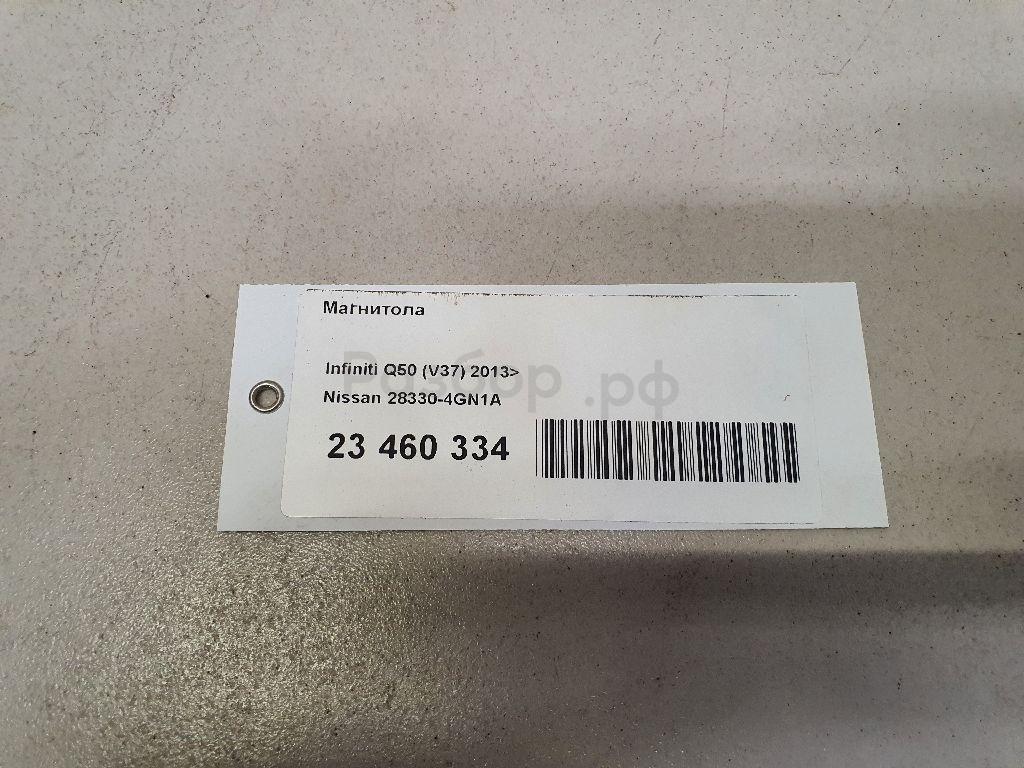 Магнитола
Infiniti Q50 (V37) 2013>
Nissan 28330-4GN1A
23 460 334
Разбор.рф